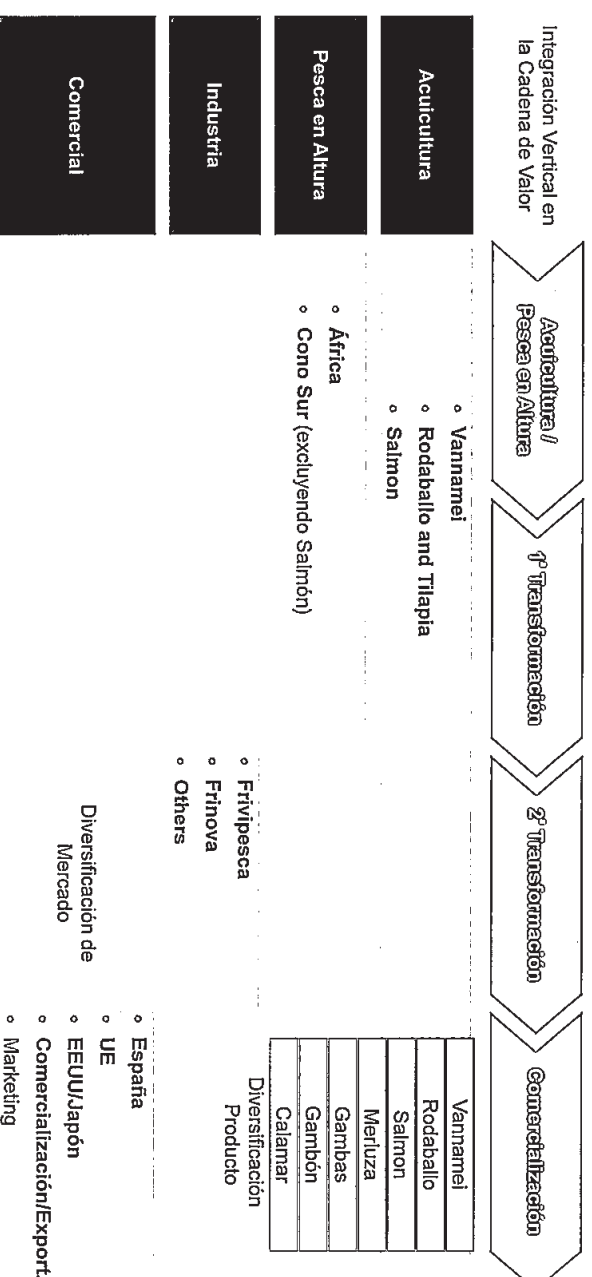 Integración Vertical en
la Cadena de Valor
Acuicultura /
Pesca en Altura
1ª Transformación
2ª Transformación
Comercialización
Acuicultura
° Vannamei
° Rodaballo and Tilapia
° Salmon
Pesca en Altura
° África
° Cono Sur (excluyendo Salmón)
Vannamei
Rodaballo
Salmon
Merluza
Gambas
Gambón
Calamar
Diversificación
Producto
Industria
° Frivipesca
° Frinova
° Others
Comercial
Diversificación de
Mercado
° España
° UE
° EEUU/Japón
° Comercialización/Export.
° Marketing